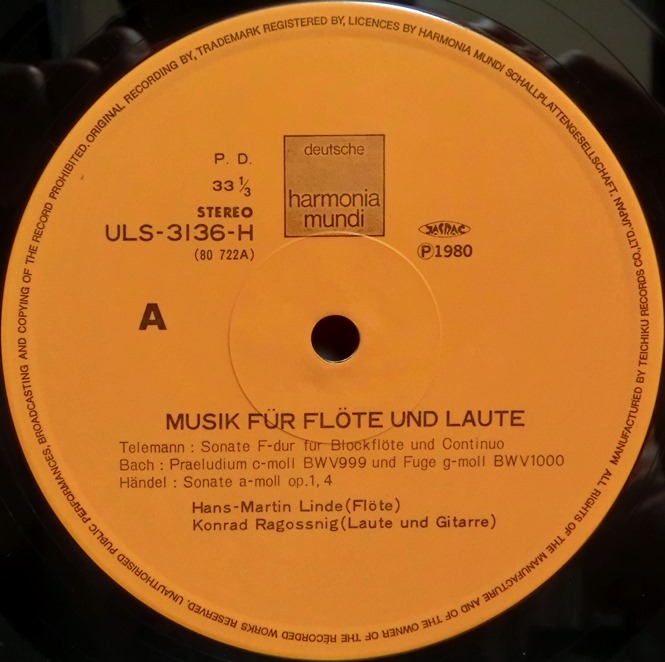 ALL RIGHTS OF THE MANUFACTURE AND OF THE OWNER OF THE RECORDED WORKS RESERVED. UNAUTHORISED PUBLIC PERFORMANCES, BROADCASTING AND COPYING OF THE RECORD PROHIBITED. ORIGINAL RECORDING BY, TRADEMARK REGISTERED BY, LICENCES BY HARMONIA MUNDI SCHALLPLATTENGESELLSCHAFT. JAPAN., LTD. MANUFACTURED BY TEICHIKU RECORDS CO.,
deutsche
harmonia
mundi
P. D.
33 1/3
STEREO
ULS-3136-H
(80 722A)
JASRAC
Ⓟ1980
A
MUSIK FÜR FLÖTE UND LAUTE
Telemann : Sonate F-dur für Blockflöte und Continuo
Bach : Praeludium c-moll BWV999 und Fuge g-moll BWV1000
Händel : Sonate a-moll op.1, 4
Hans-Martin Linde(Flöte)
Konrad Ragossnig(Laute und Gitarre)